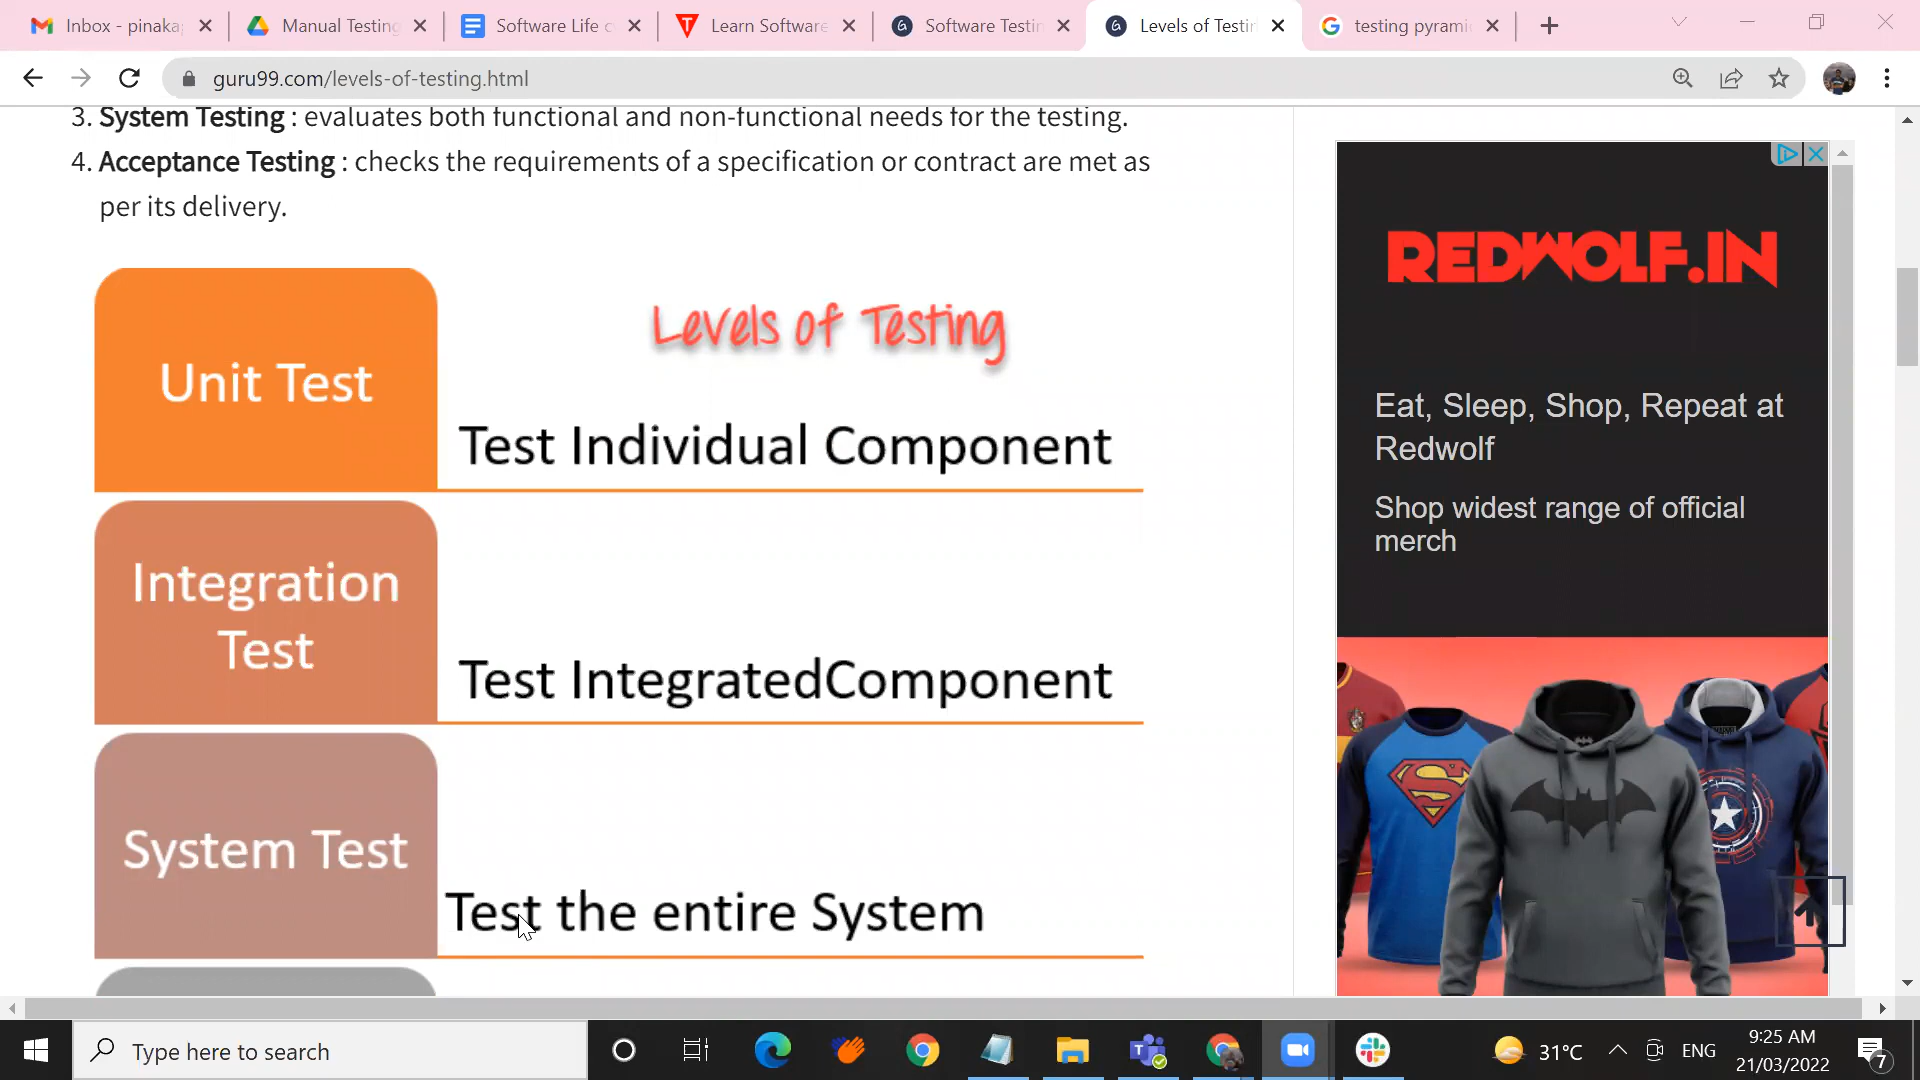 Inbox - pinaka
Manual Testing
Software Life c
Learn Software
Software Testin
Levels of Testin
testing pyrami
guru99.com/levels-of-testing.html
3. System Testing : evaluates both functional and non-functional needs for the testing.
4. Acceptance Testing : checks the requirements of a specification or contract are met as
per its delivery.
Levels of Testing
Unit Test
Test Individual Component
Integration
Test
Test IntegratedComponent
System Test
Test the entire System
REDWOLF.IN
Eat, Sleep, Shop, Repeat at
Redwolf
Shop widest range of official
merch
Type here to search
31°C
ENG
9:25 AM
21/03/2022
7